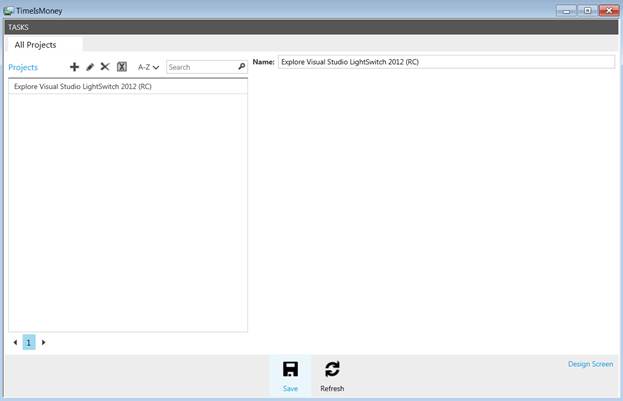 TimeIsMoney
TASKS
All Projects
Projects A-Z Search
Name: Explore Visual Studio LightSwitch 2012 (RC)
Explore Visual Studio LightSwitch 2012 (RC)
1
Save Refresh
Design Screen